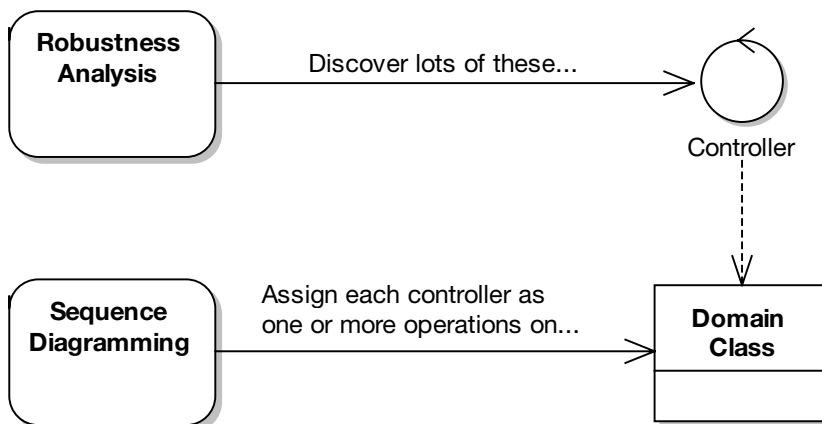 Robustness
Analysis
Discover lots of these...
Controller
Sequence
Diagramming
Assign each controller as
one or more operations on...
Domain
Class